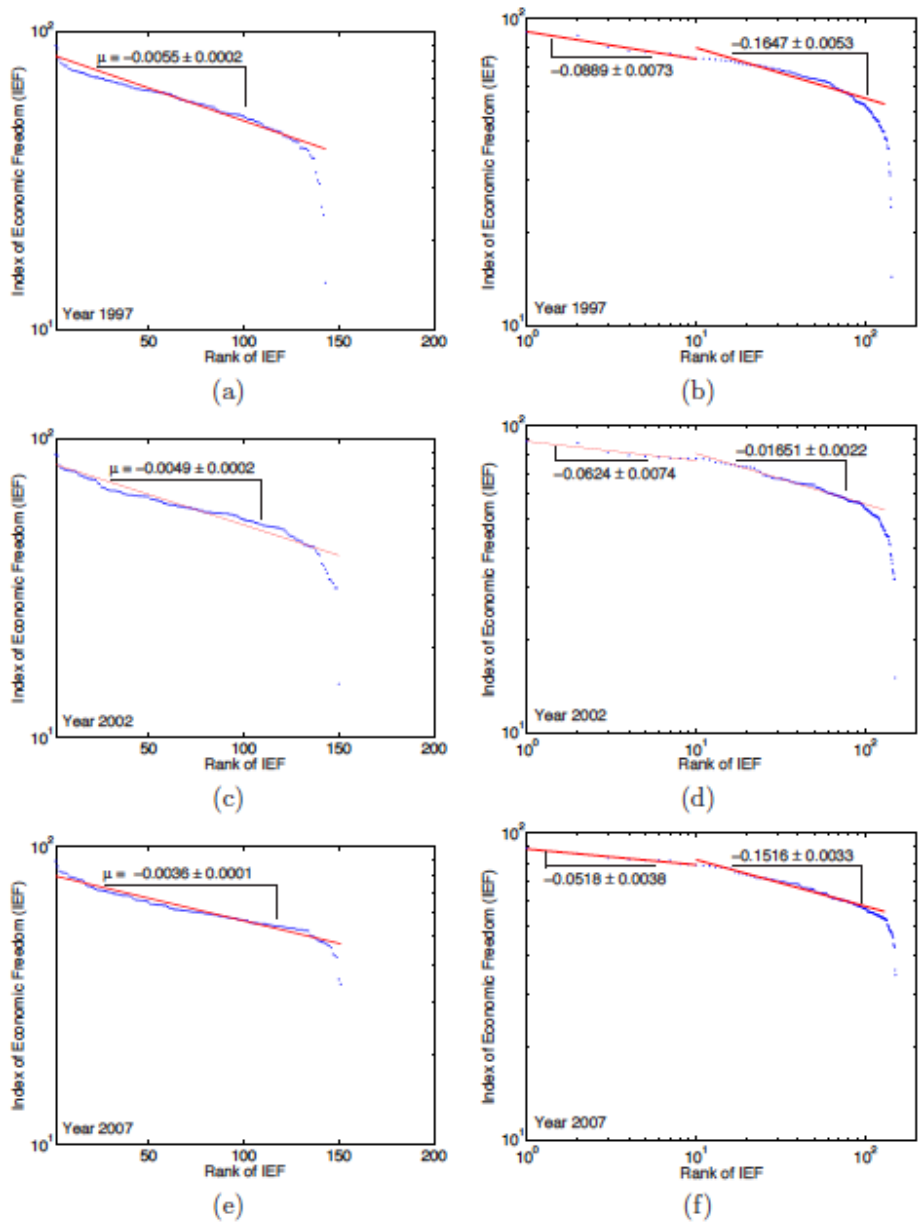 10²
μ = −0.0055 ± 0.0002
Index of Economic Freedom (IEF)
Year 1997
10¹
50 100 150 200
Rank of IEF
(a)
10²
−0.1647 ± 0.0053
−0.0889 ± 0.0073
Index of Economic Freedom (IEF)
Year 1997
10¹
10⁰ 10¹ 10²
Rank of IEF
(b)
10²
μ = −0.0049 ± 0.0002
Index of Economic Freedom (IEF)
Year 2002
10¹
50 100 150 200
Rank of IEF
(c)
10²
−0.01651 ± 0.0022
−0.0624 ± 0.0074
Index of Economic Freedom (IEF)
Year 2002
10¹
10⁰ 10¹ 10²
Rank of IEF
(d)
10²
μ = −0.0036 ± 0.0001
Index of Economic Freedom (IEF)
Year 2007
10¹
50 100 150 200
Rank of IEF
(e)
10²
−0.1516 ± 0.0033
−0.0518 ± 0.0038
Index of Economic Freedom (IEF)
Year 2007
10¹
10⁰ 10¹ 10²
Rank of IEF
(f)